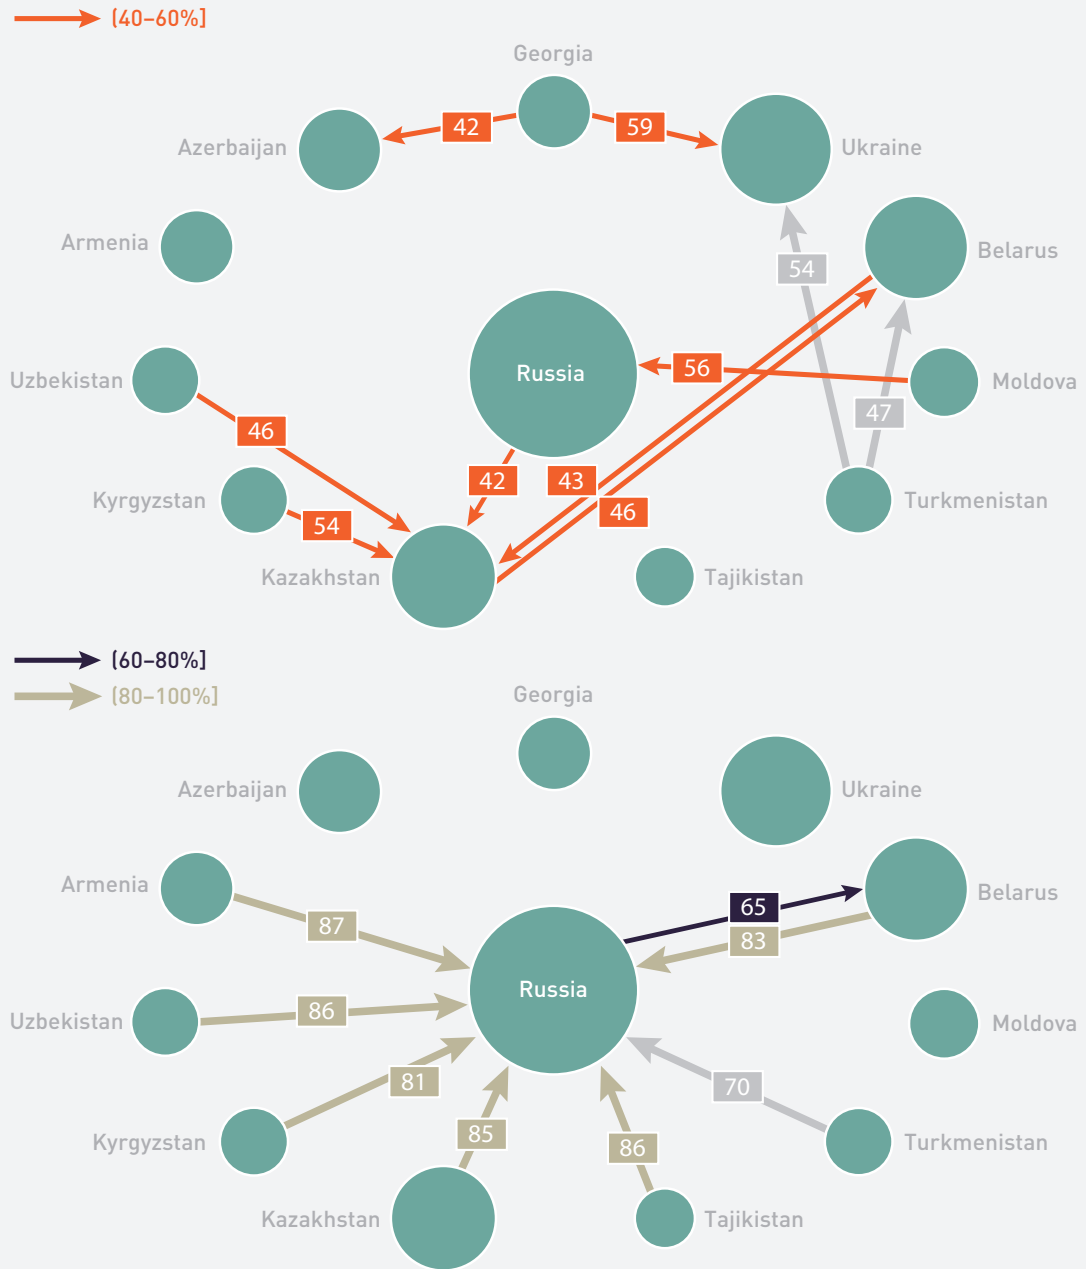 (40–60%]
Georgia
42
59
Azerbaijan
Ukraine
Armenia
Belarus
54
Russia
56
Uzbekistan
Moldova
47
46
42
43
Kyrgyzstan
54
46
Turkmenistan
Kazakhstan
Tajikistan
(60–80%]
(80–100%]
Georgia
Azerbaijan
Ukraine
Armenia
Belarus
65
87
83
Russia
86
Uzbekistan
Moldova
81
70
85
Kyrgyzstan
86
Turkmenistan
Kazakhstan
Tajikistan